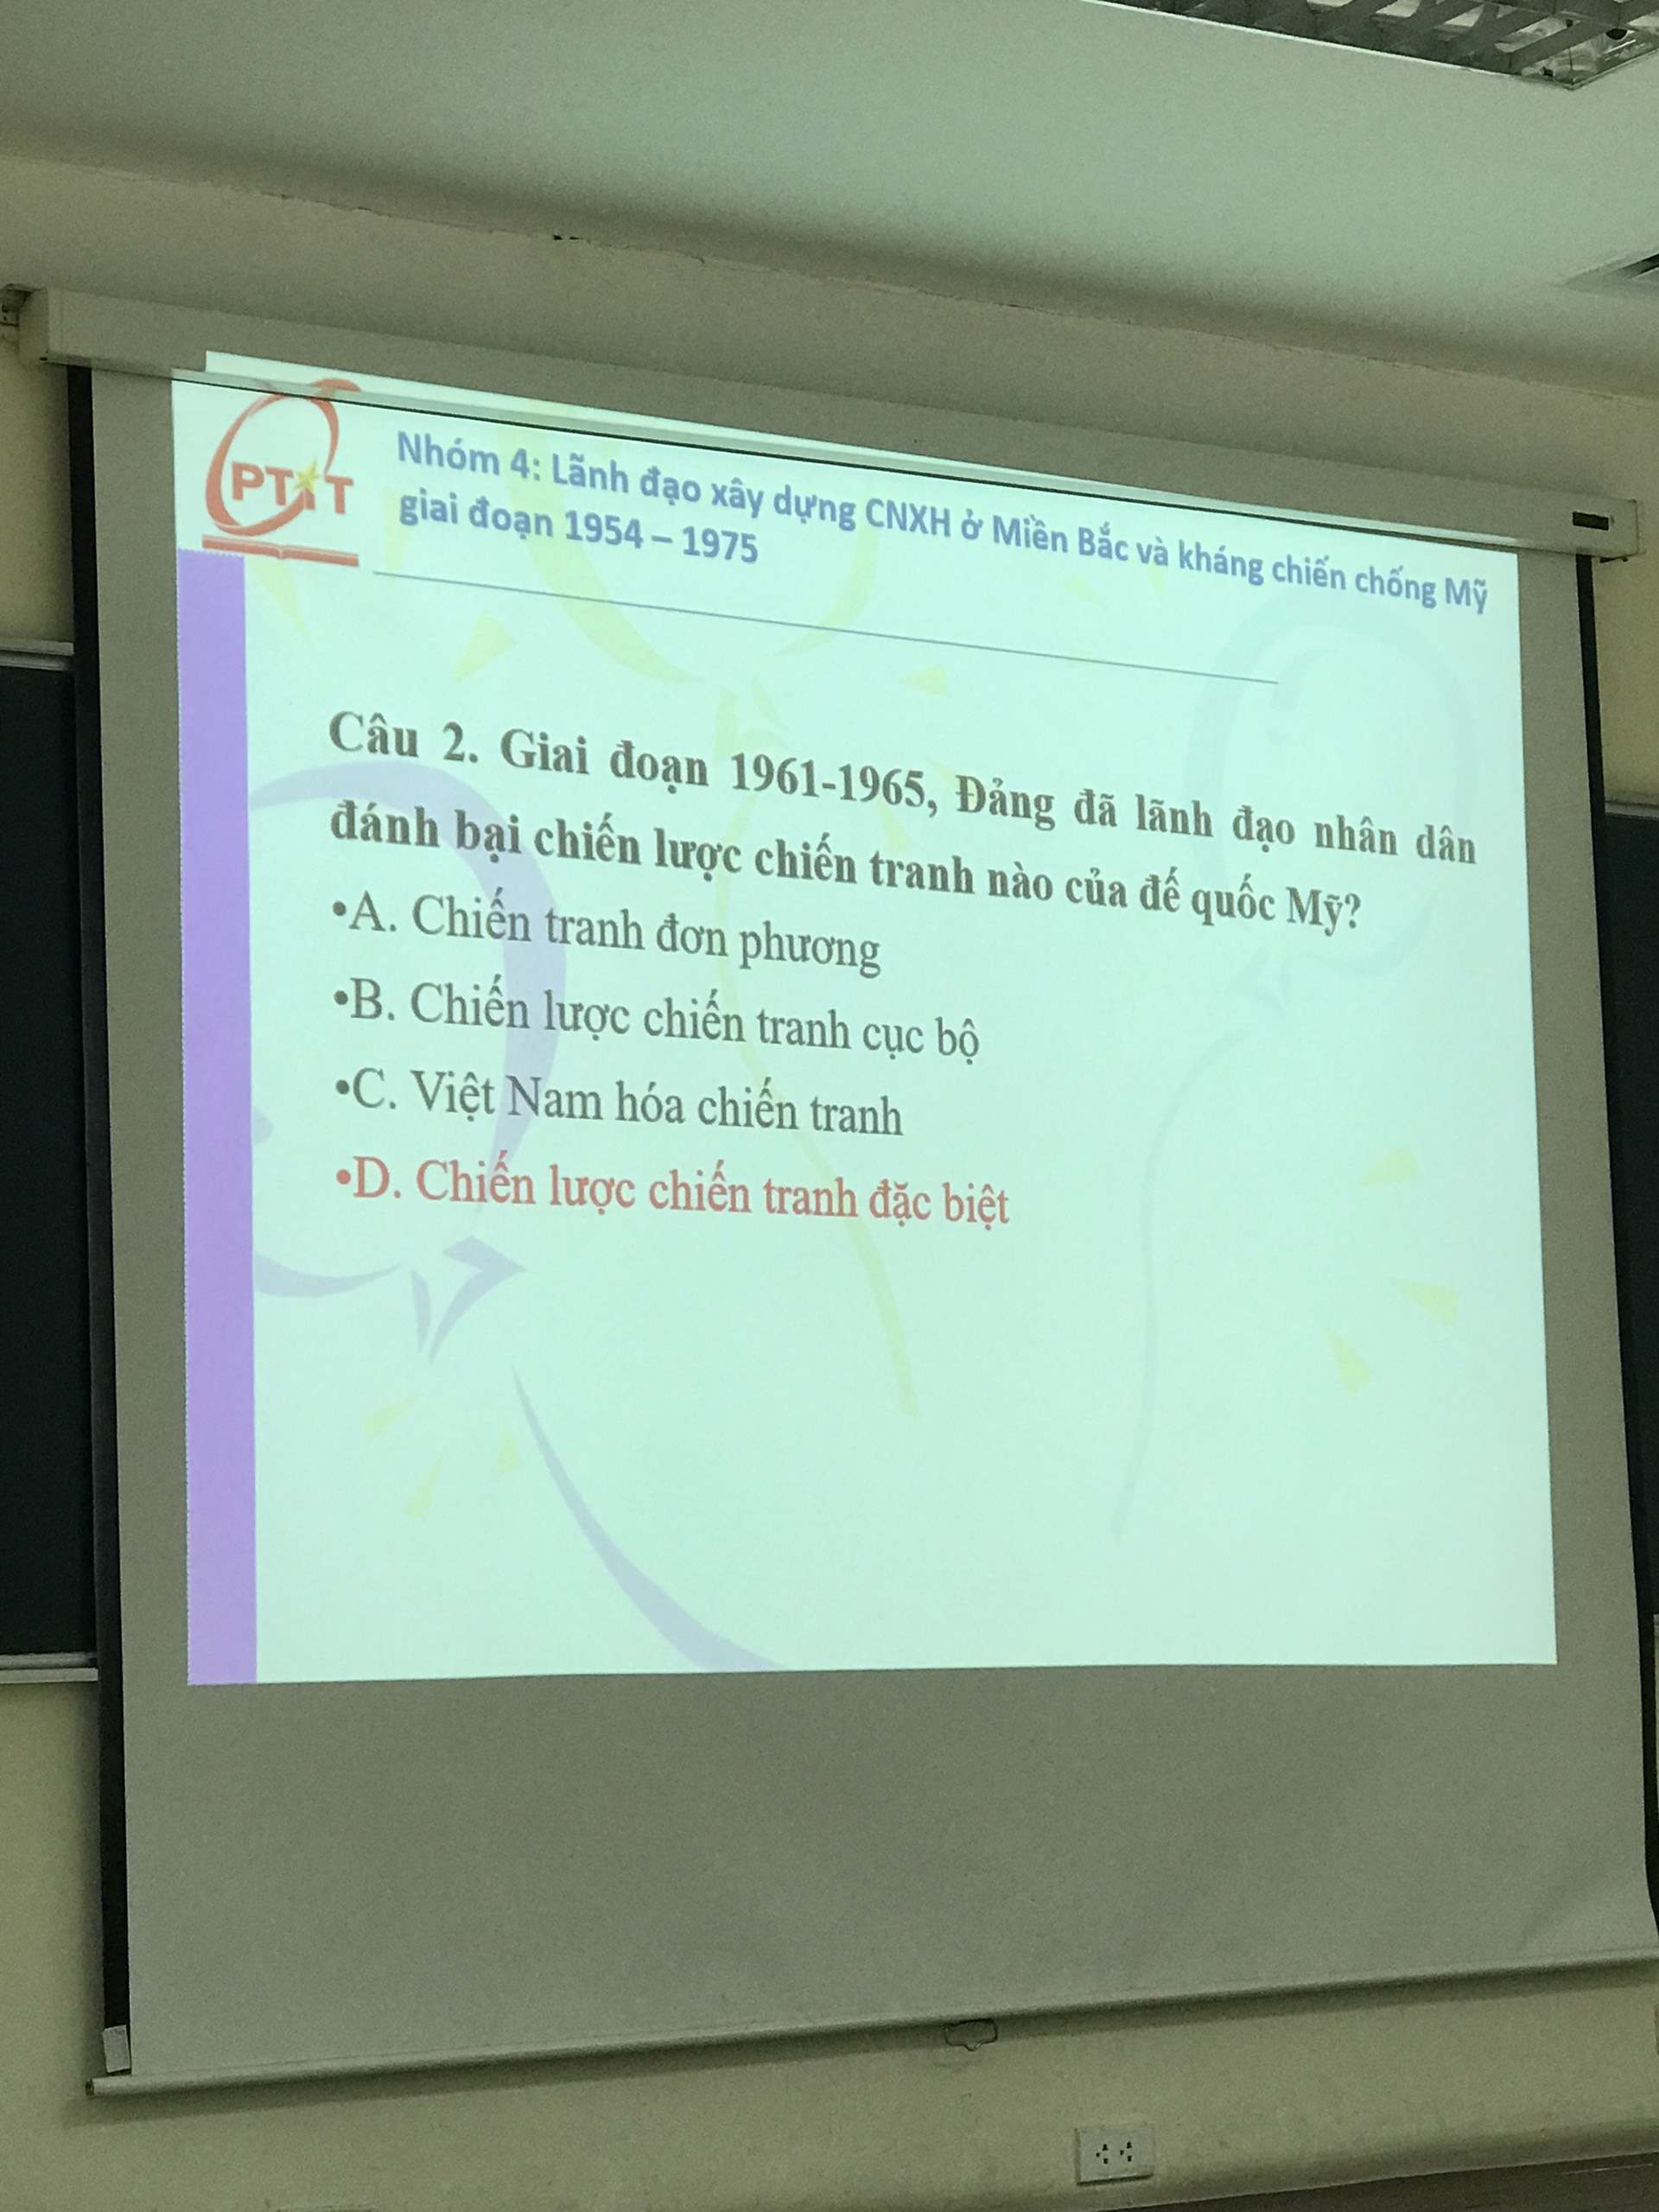 PTiT
Nhóm 4: Lãnh đạo xây dựng CNXH ở Miền Bắc và kháng chiến chống Mỹ
giai đoạn 1954 – 1975
Câu 2. Giai đoạn 1961-1965, Đảng đã lãnh đạo nhân dân
đánh bại chiến lược chiến tranh nào của đế quốc Mỹ?
•A. Chiến tranh đơn phương
•B. Chiến lược chiến tranh cục bộ
•C. Việt Nam hóa chiến tranh
•D. Chiến lược chiến tranh đặc biệt